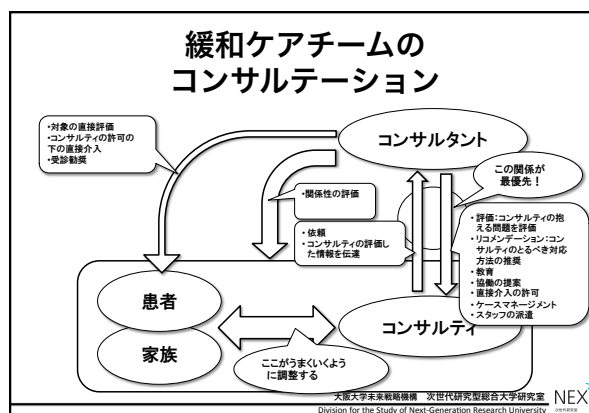 緩和ケアチームの
コンサルテーション
・対象の直接評価
・コンサルティの許可の
下の直接介入
・受診勧奨
コンサルタント
この関係が
最優先！
・関係性の評価
・依頼
・コンサルティの評価し
た情報を伝達
・評価：コンサルティの抱
える問題を評価
・リコメンデーション：コン
サルティのとるべき対応
方法の推奨
・教育
・協働の提案
・直接介入の許可
・ケースマネージメント
・スタッフの派遣
患者
家族
コンサルティ
ここがうまくいくよう
に調整する
大阪大学未来戦略機構　次世代研究型総合大学研究室
Division for the Study of Next-Generation Research University
NEX
次世代研究室